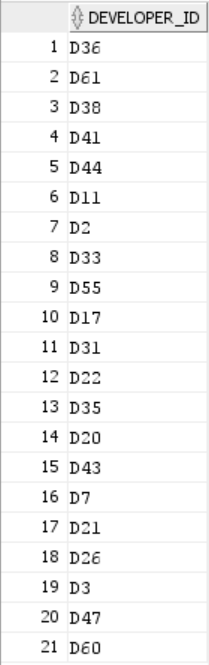 DEVELOPER_ID
1 D36
2 D61
3 D38
4 D41
5 D44
6 D11
7 D2
8 D33
9 D55
10 D17
11 D31
12 D22
13 D35
14 D20
15 D43
16 D7
17 D21
18 D26
19 D3
20 D47
21 D60